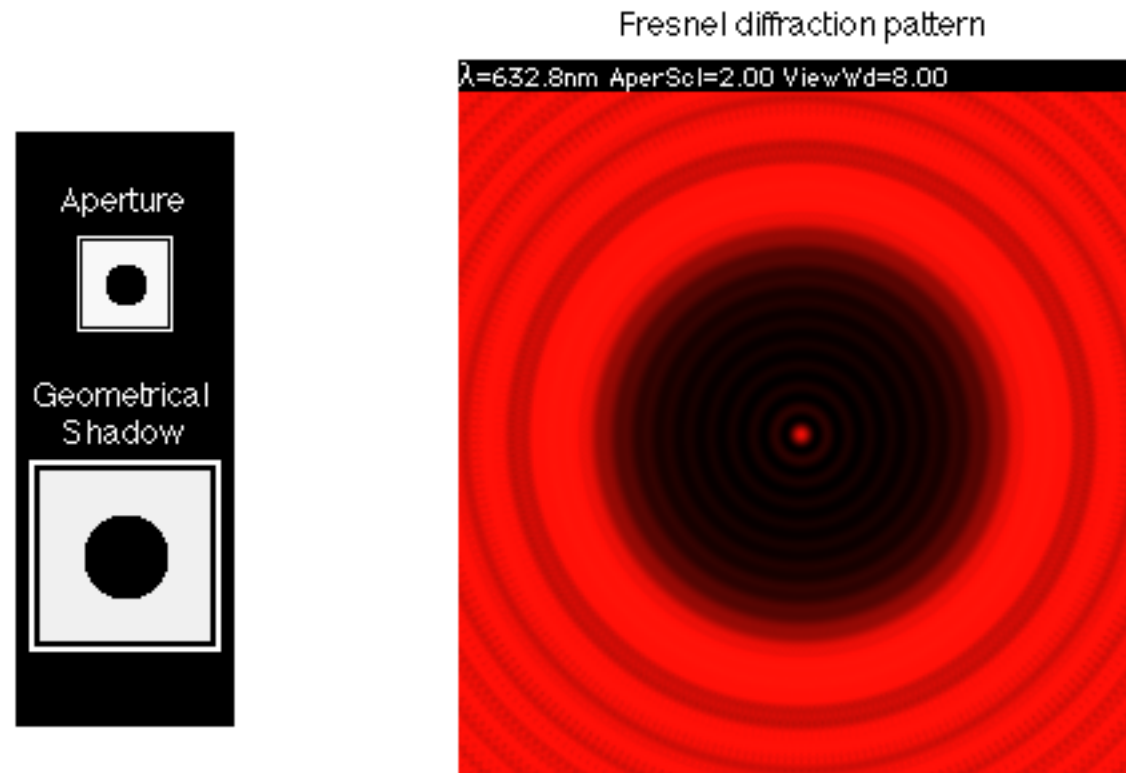 Fresnel diffraction pattern
λ=632.8nm AperScl=2.00 ViewWd=8.00
Aperture
Geometrical
Shadow